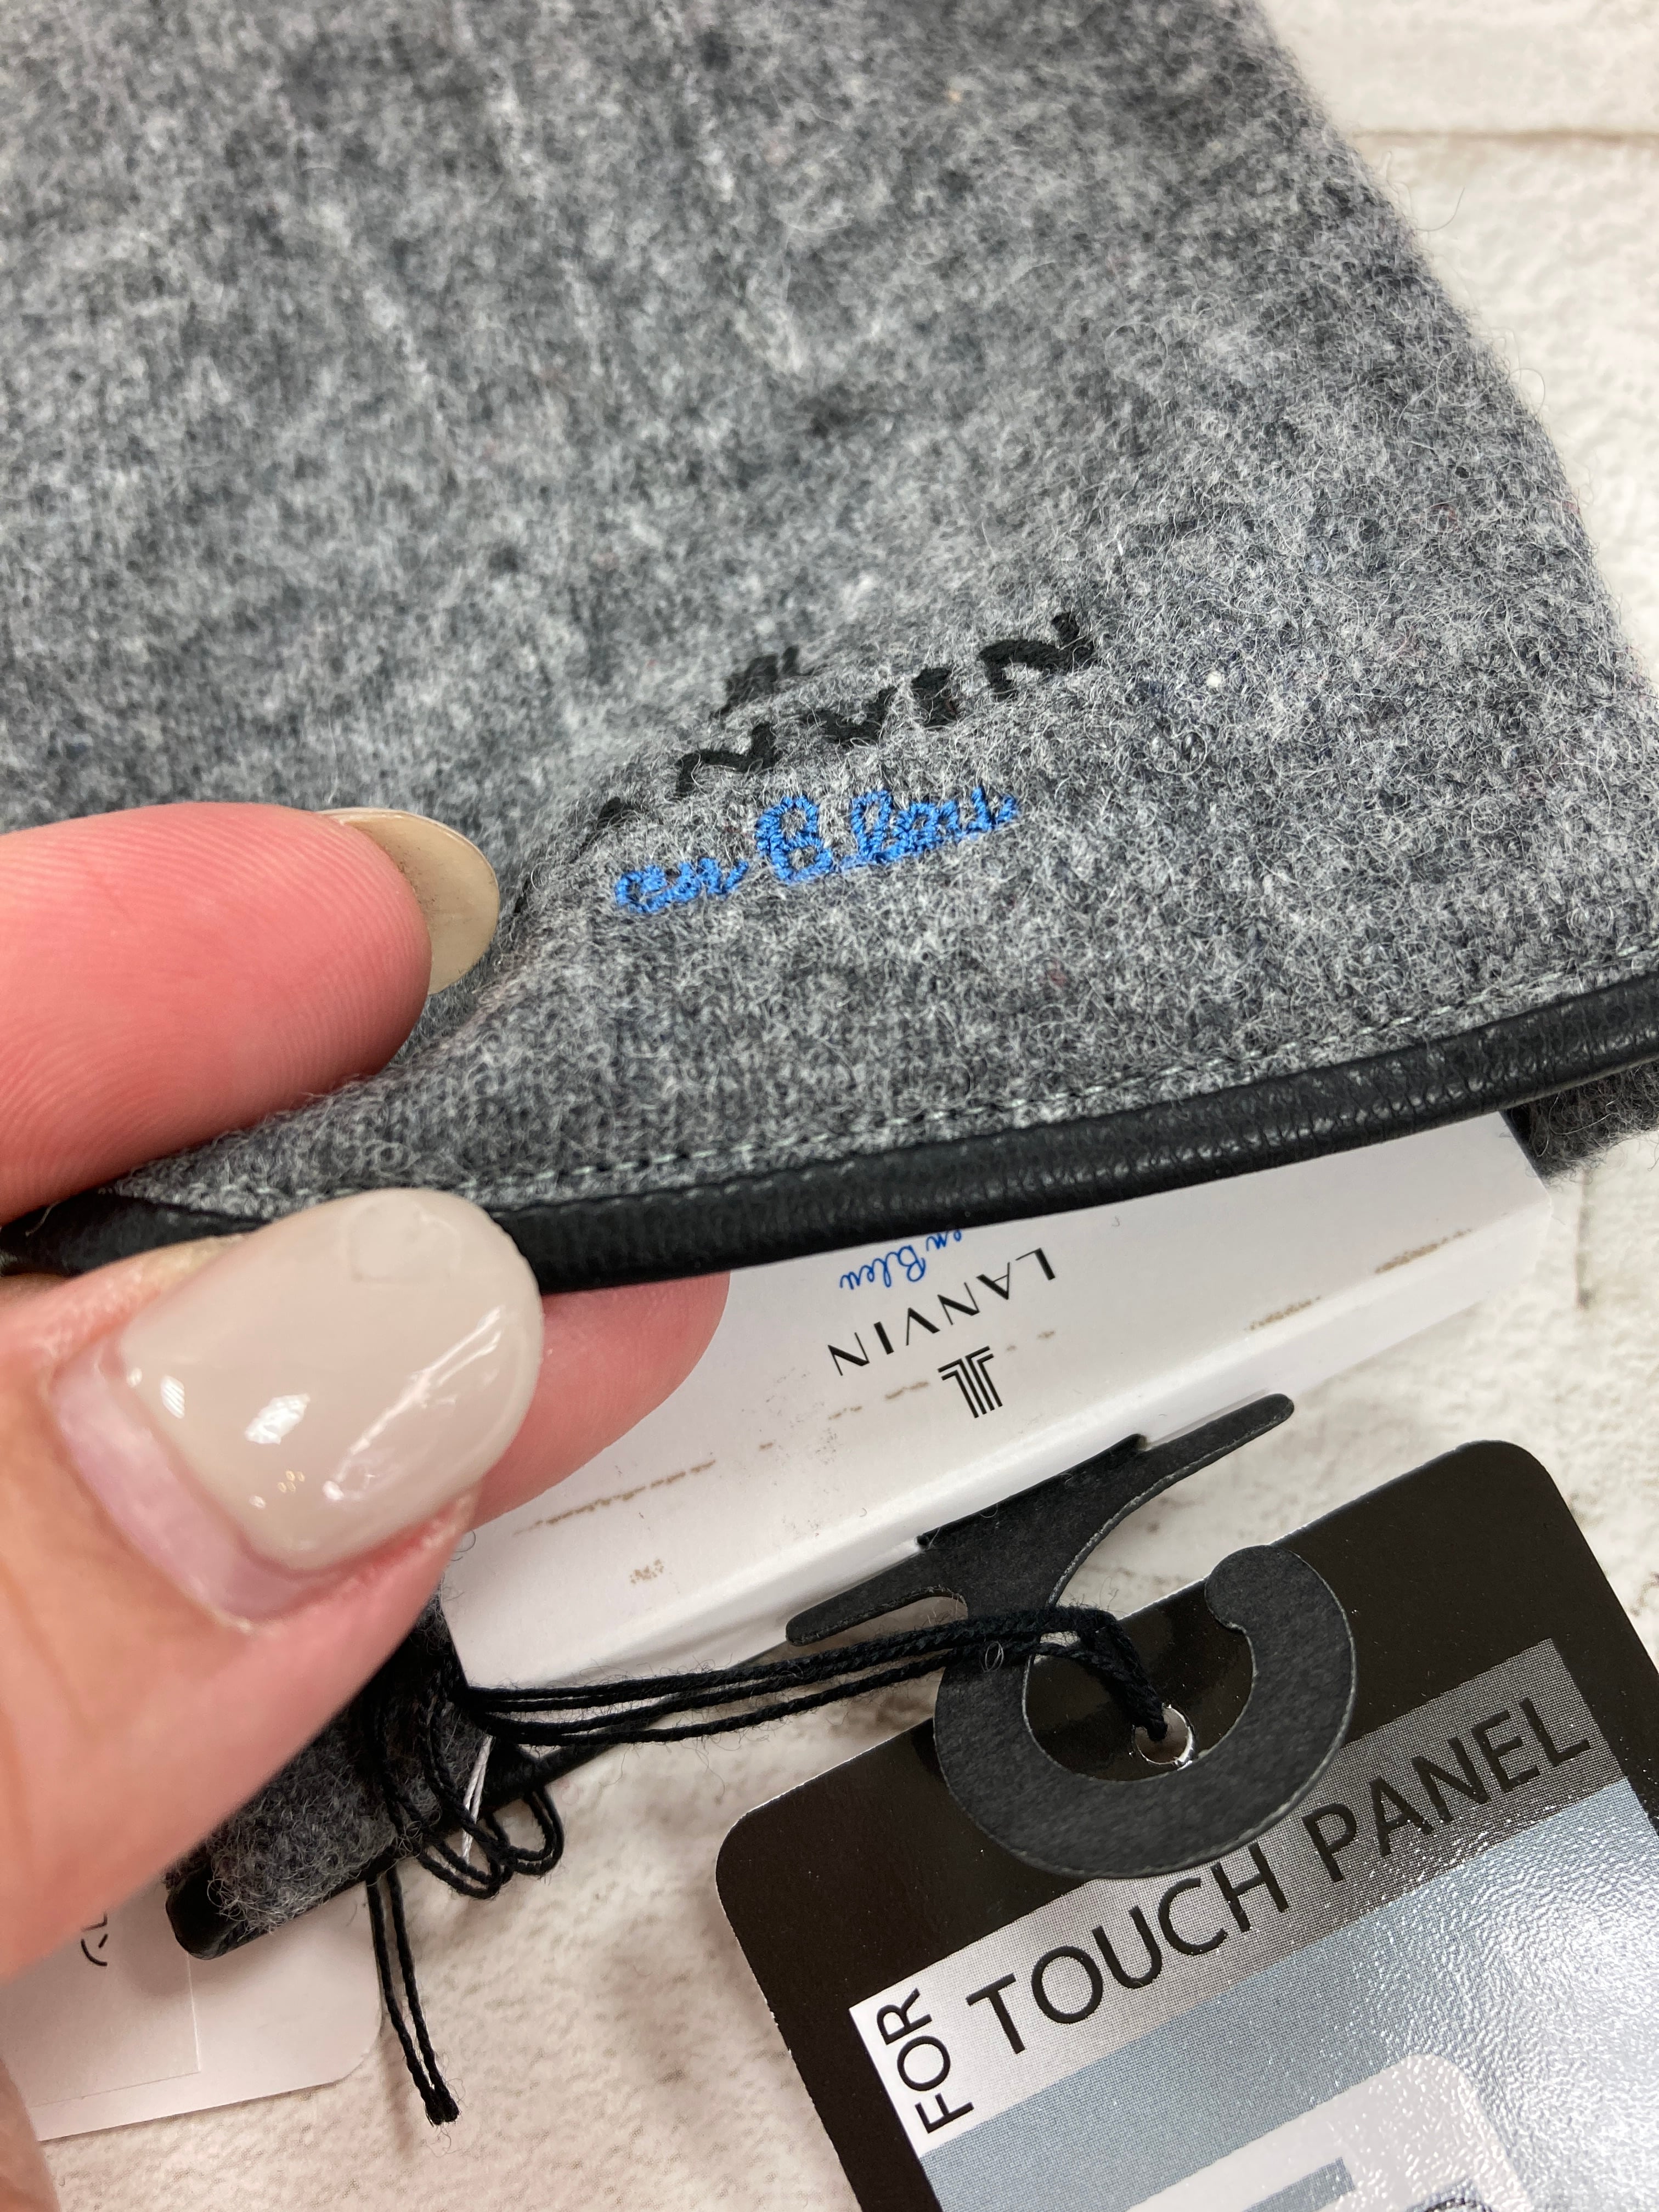 LANVIN
en Bleu
en Bleu
LANVIN
FOR
TOUCH PANEL